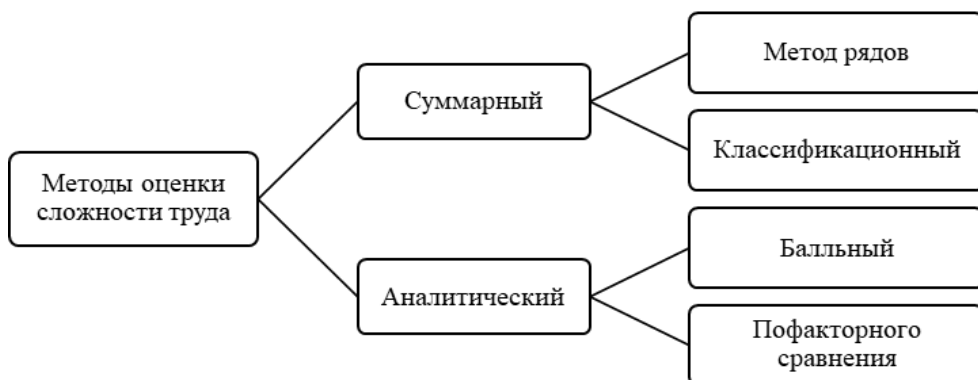 Методы оценки
сложности труда
Суммарный
Метод рядов
Классификационный
Аналитический
Балльный
Пофакторного
сравнения